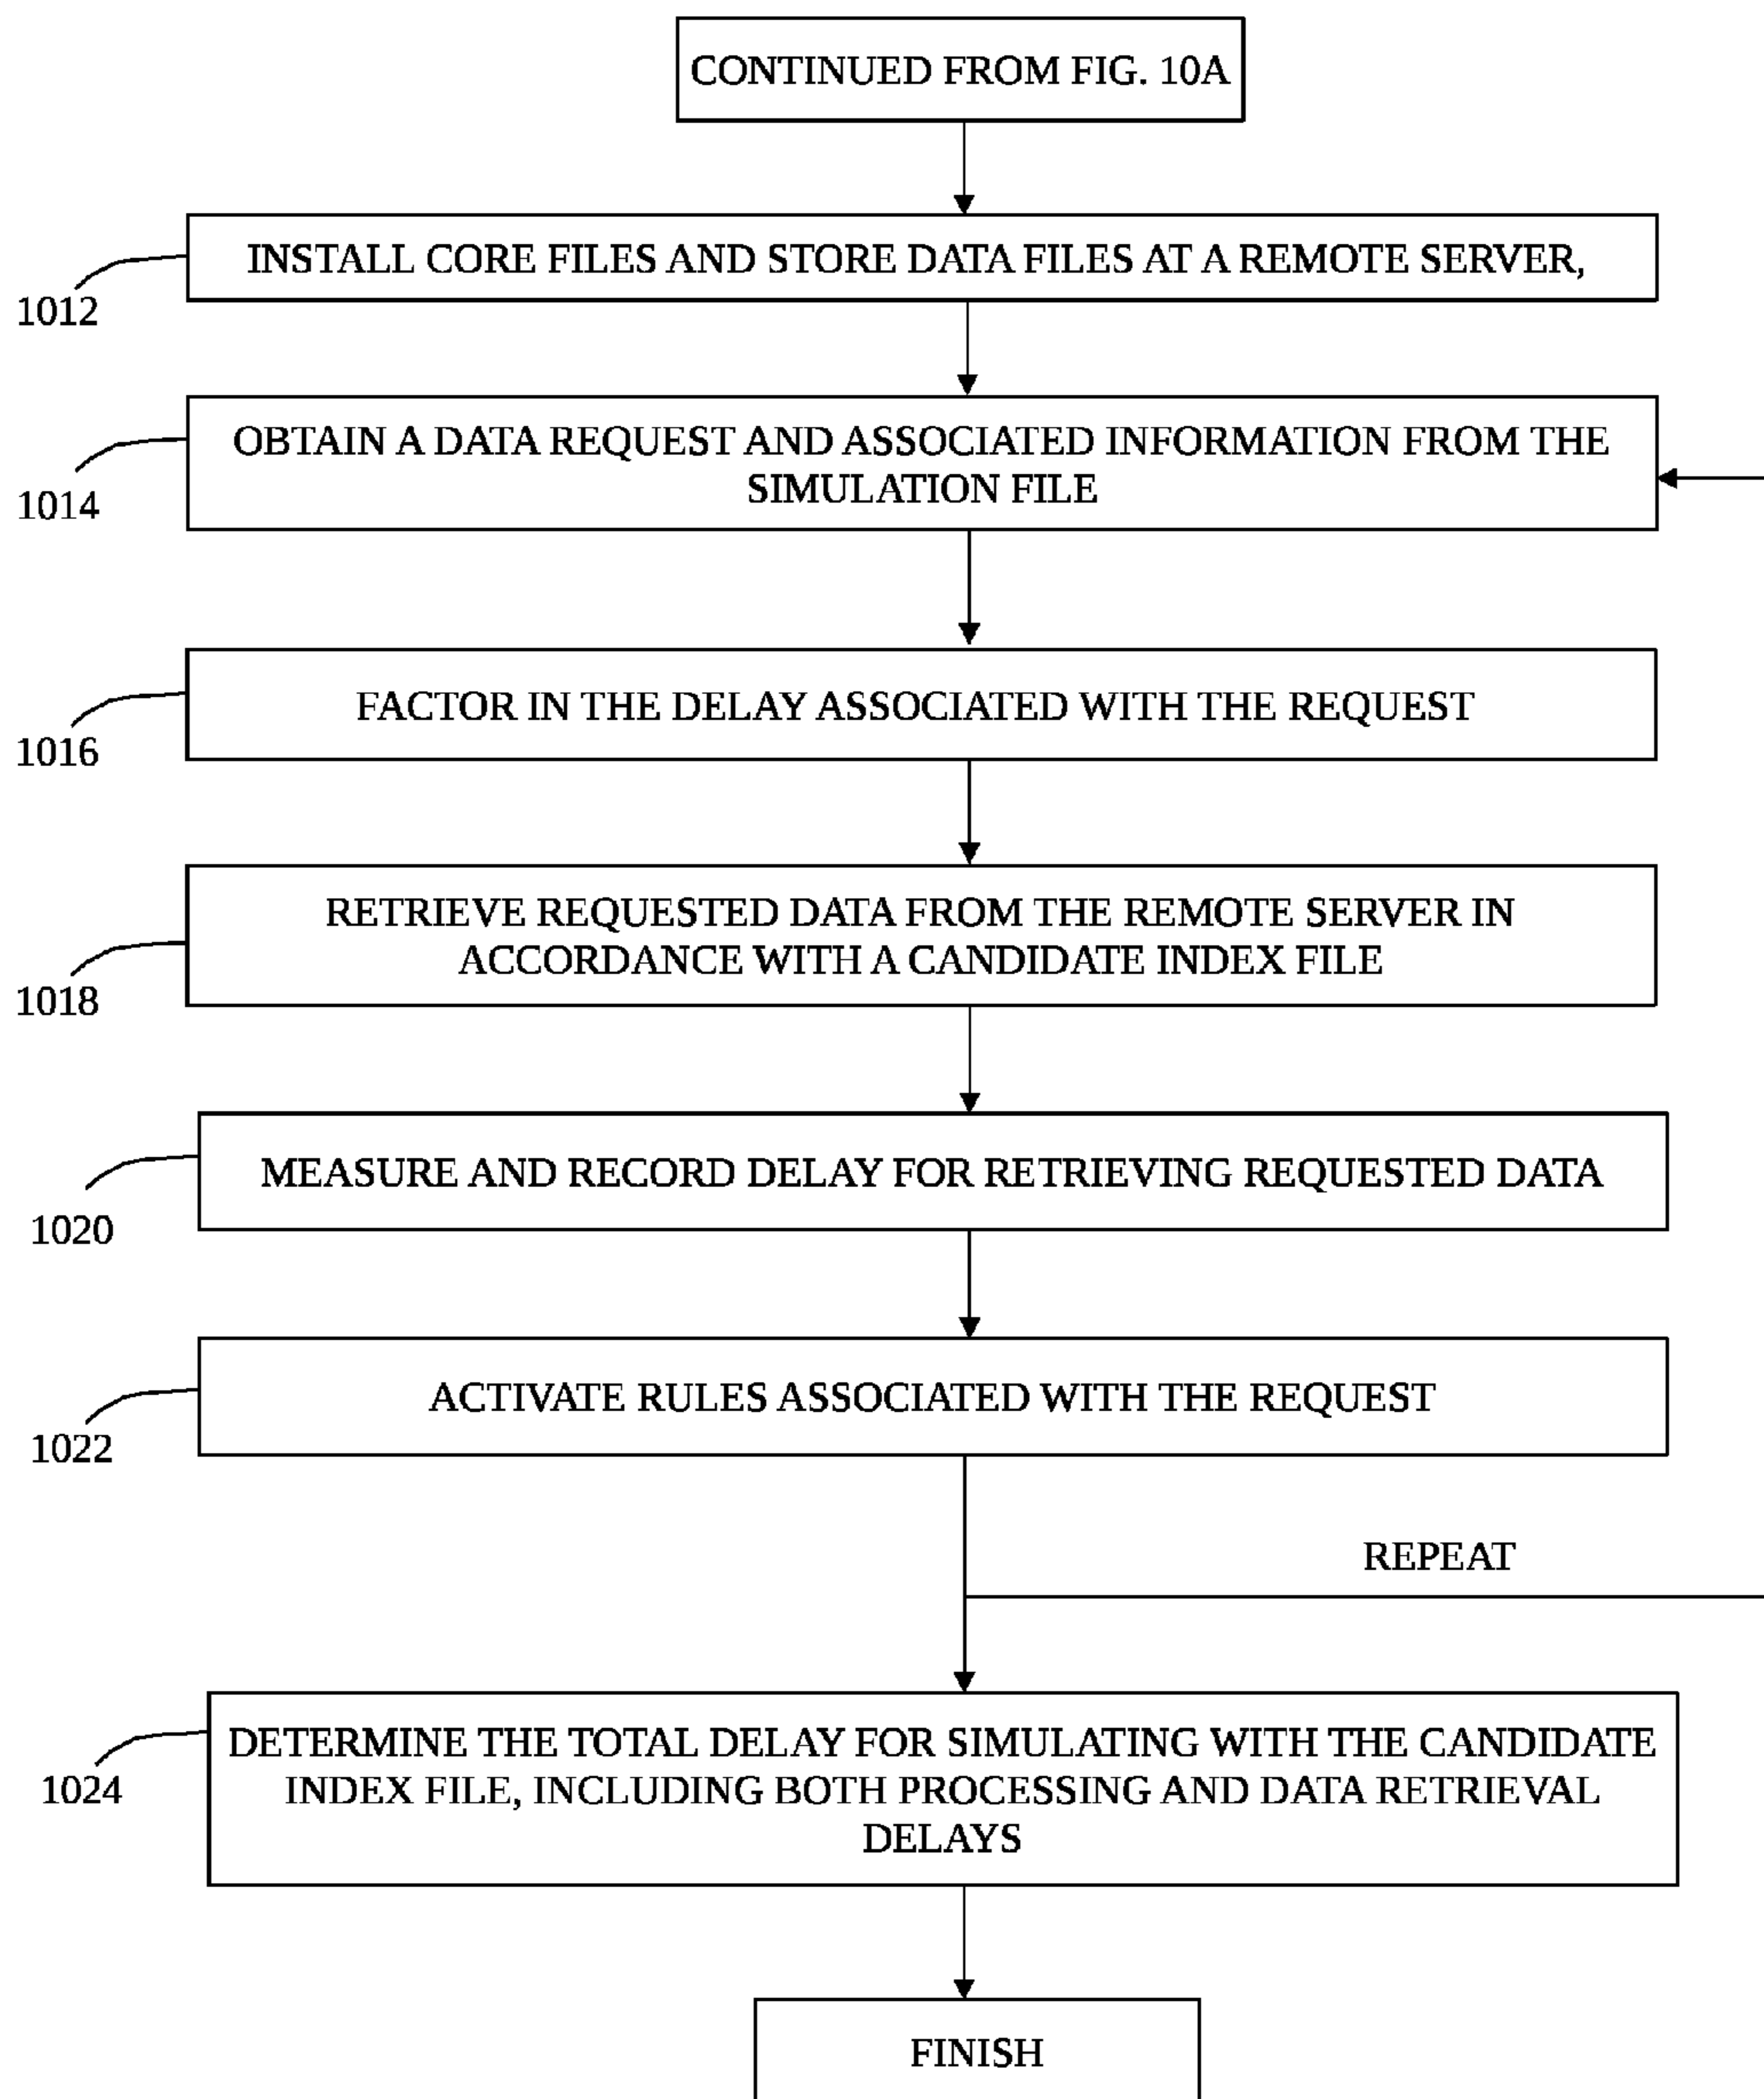 CONTINUED FROM FIG. 10A
INSTALL CORE FILES AND STORE DATA FILES AT A REMOTE SERVER,
1012
OBTAIN A DATA REQUEST AND ASSOCIATED INFORMATION FROM THE
SIMULATION FILE
1014
FACTOR IN THE DELAY ASSOCIATED WITH THE REQUEST
1016
RETRIEVE REQUESTED DATA FROM THE REMOTE SERVER IN
ACCORDANCE WITH A CANDIDATE INDEX FILE
1018
MEASURE AND RECORD DELAY FOR RETRIEVING REQUESTED DATA
1020
ACTIVATE RULES ASSOCIATED WITH THE REQUEST
1022
REPEAT
DETERMINE THE TOTAL DELAY FOR SIMULATING WITH THE CANDIDATE
INDEX FILE, INCLUDING BOTH PROCESSING AND DATA RETRIEVAL
DELAYS
1024
FINISH